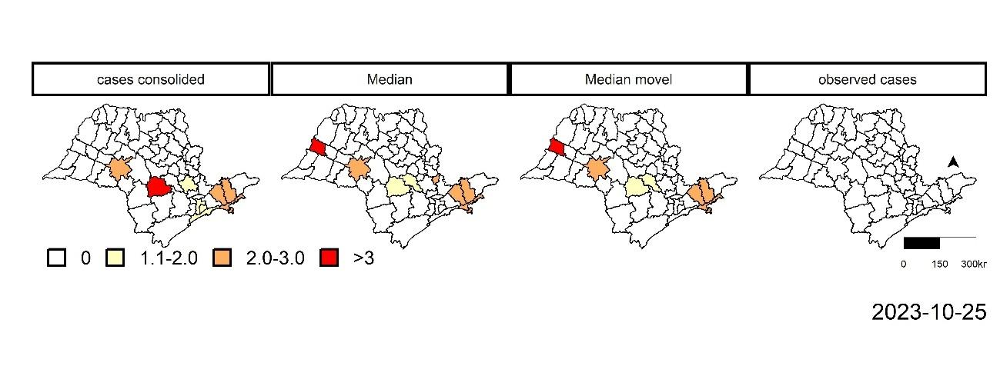 cases consolided
Median
Median movel
observed cases
0 1.1-2.0 2.0-3.0 >3
0 150 300kr
2023-10-25